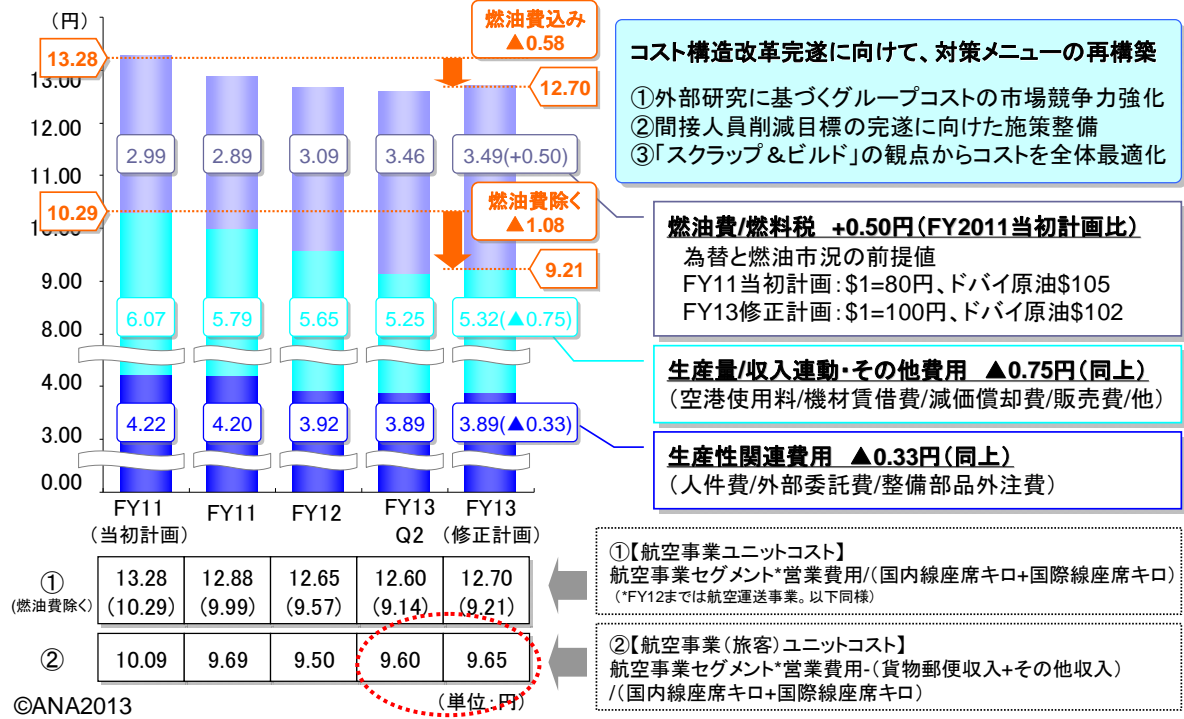 (円)
13.28
13.00
12.00
11.00
10.29
10.00
9.00
8.00
4.00
3.00
0.00
燃油費込み
▲0.58
12.70
2.99
2.89
3.09
3.46
3.49(+0.50)
燃油費除く
▲1.08
9.21
6.07
5.79
5.65
5.25
5.32(▲0.75)
4.22
4.20
3.92
3.89
3.89(▲0.33)
FY11
(当初計画)
FY11
FY12
FY13
Q2
FY13
(修正計画)
コスト構造改革完遂に向けて、対策メニューの再構築
①外部研究に基づくグループコストの市場競争力強化
②間接人員削減目標の完遂に向けた施策整備
③「スクラップ&ビルド」の観点からコストを全体最適化
燃油費/燃料税 +0.50円(FY2011当初計画比)
為替と燃油市況の前提値
FY11当初計画：$1=80円、ドバイ原油$105
FY13修正計画：$1=100円、ドバイ原油$102
生産量/収入連動・その他費用 ▲0.75円(同上)
(空港使用料/機材賃借費/減価償却費/販売費/他)
生産性関連費用 ▲0.33円(同上)
(人件費/外部委託費/整備部品外注費)
① 13.28 12.88 12.65 12.60 12.70
(燃油費除く) (10.29) (9.99) (9.57) (9.14) (9.21)
② 10.09 9.69 9.50 9.60 9.65
(単位:円)
①【航空事業ユニットコスト】
航空事業セグメント*営業費用/(国内線座席キロ+国際線座席キロ)
(*FY12までは航空運送事業。以下同様)
②【航空事業(旅客)ユニットコスト】
航空事業セグメント*営業費用-(貨物郵便収入+その他収入)
/(国内線座席キロ+国際線座席キロ)
©ANA2013